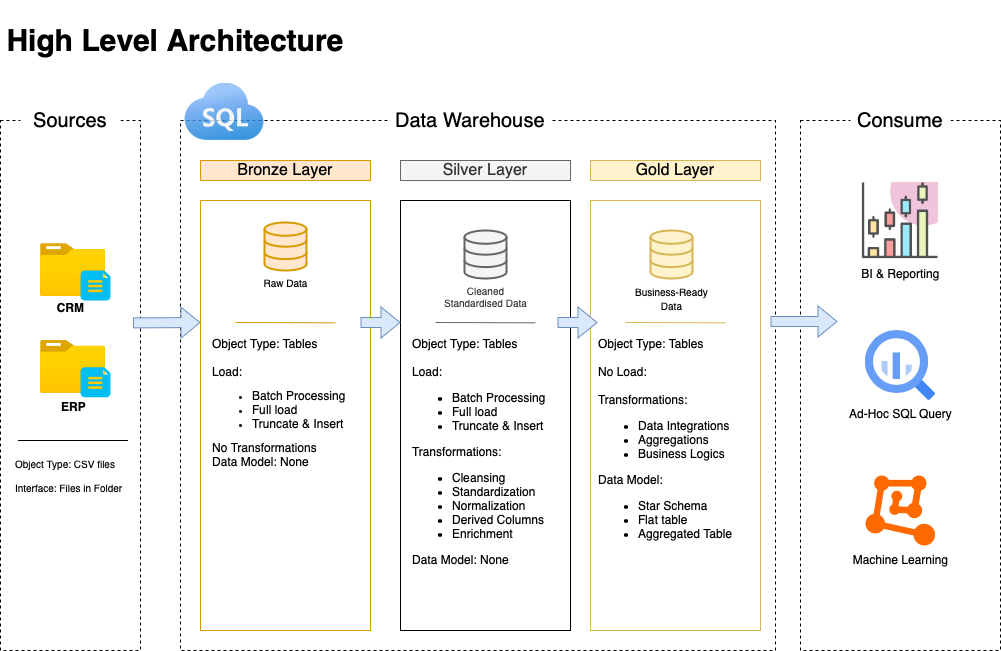 High Level Architecture
Sources
SQL
Data Warehouse
Consume
CRM
ERP
Object Type: CSV files
Interface: Files in Folder
Bronze Layer
Raw Data
Object Type: Tables
Load:
Batch Processing
Full load
Truncate & Insert
No Transformations
Data Model: None
Silver Layer
Cleaned
Standardised Data
Object Type: Tables
Load:
Batch Processing
Full load
Truncate & Insert
Transformations:
Cleansing
Standardization
Normalization
Derived Columns
Enrichment
Data Model: None
Gold Layer
Business-Ready
Data
Object Type: Tables
No Load:
Transformations:
Data Integrations
Aggregations
Business Logics
Data Model:
Star Schema
Flat table
Aggregated Table
BI & Reporting
Ad-Hoc SQL Query
Machine Learning